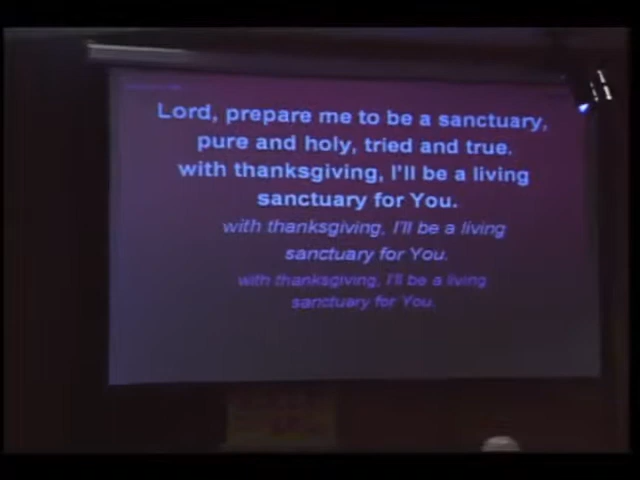 Lord, prepare me to be a sanctuary,
pure and holy, tried and true.
with thanksgiving, I'll be a living
sanctuary for You.
with thanksgiving, I'll be a living
sanctuary for You.
with thanksgiving, I'll be a living
sanctuary for You.